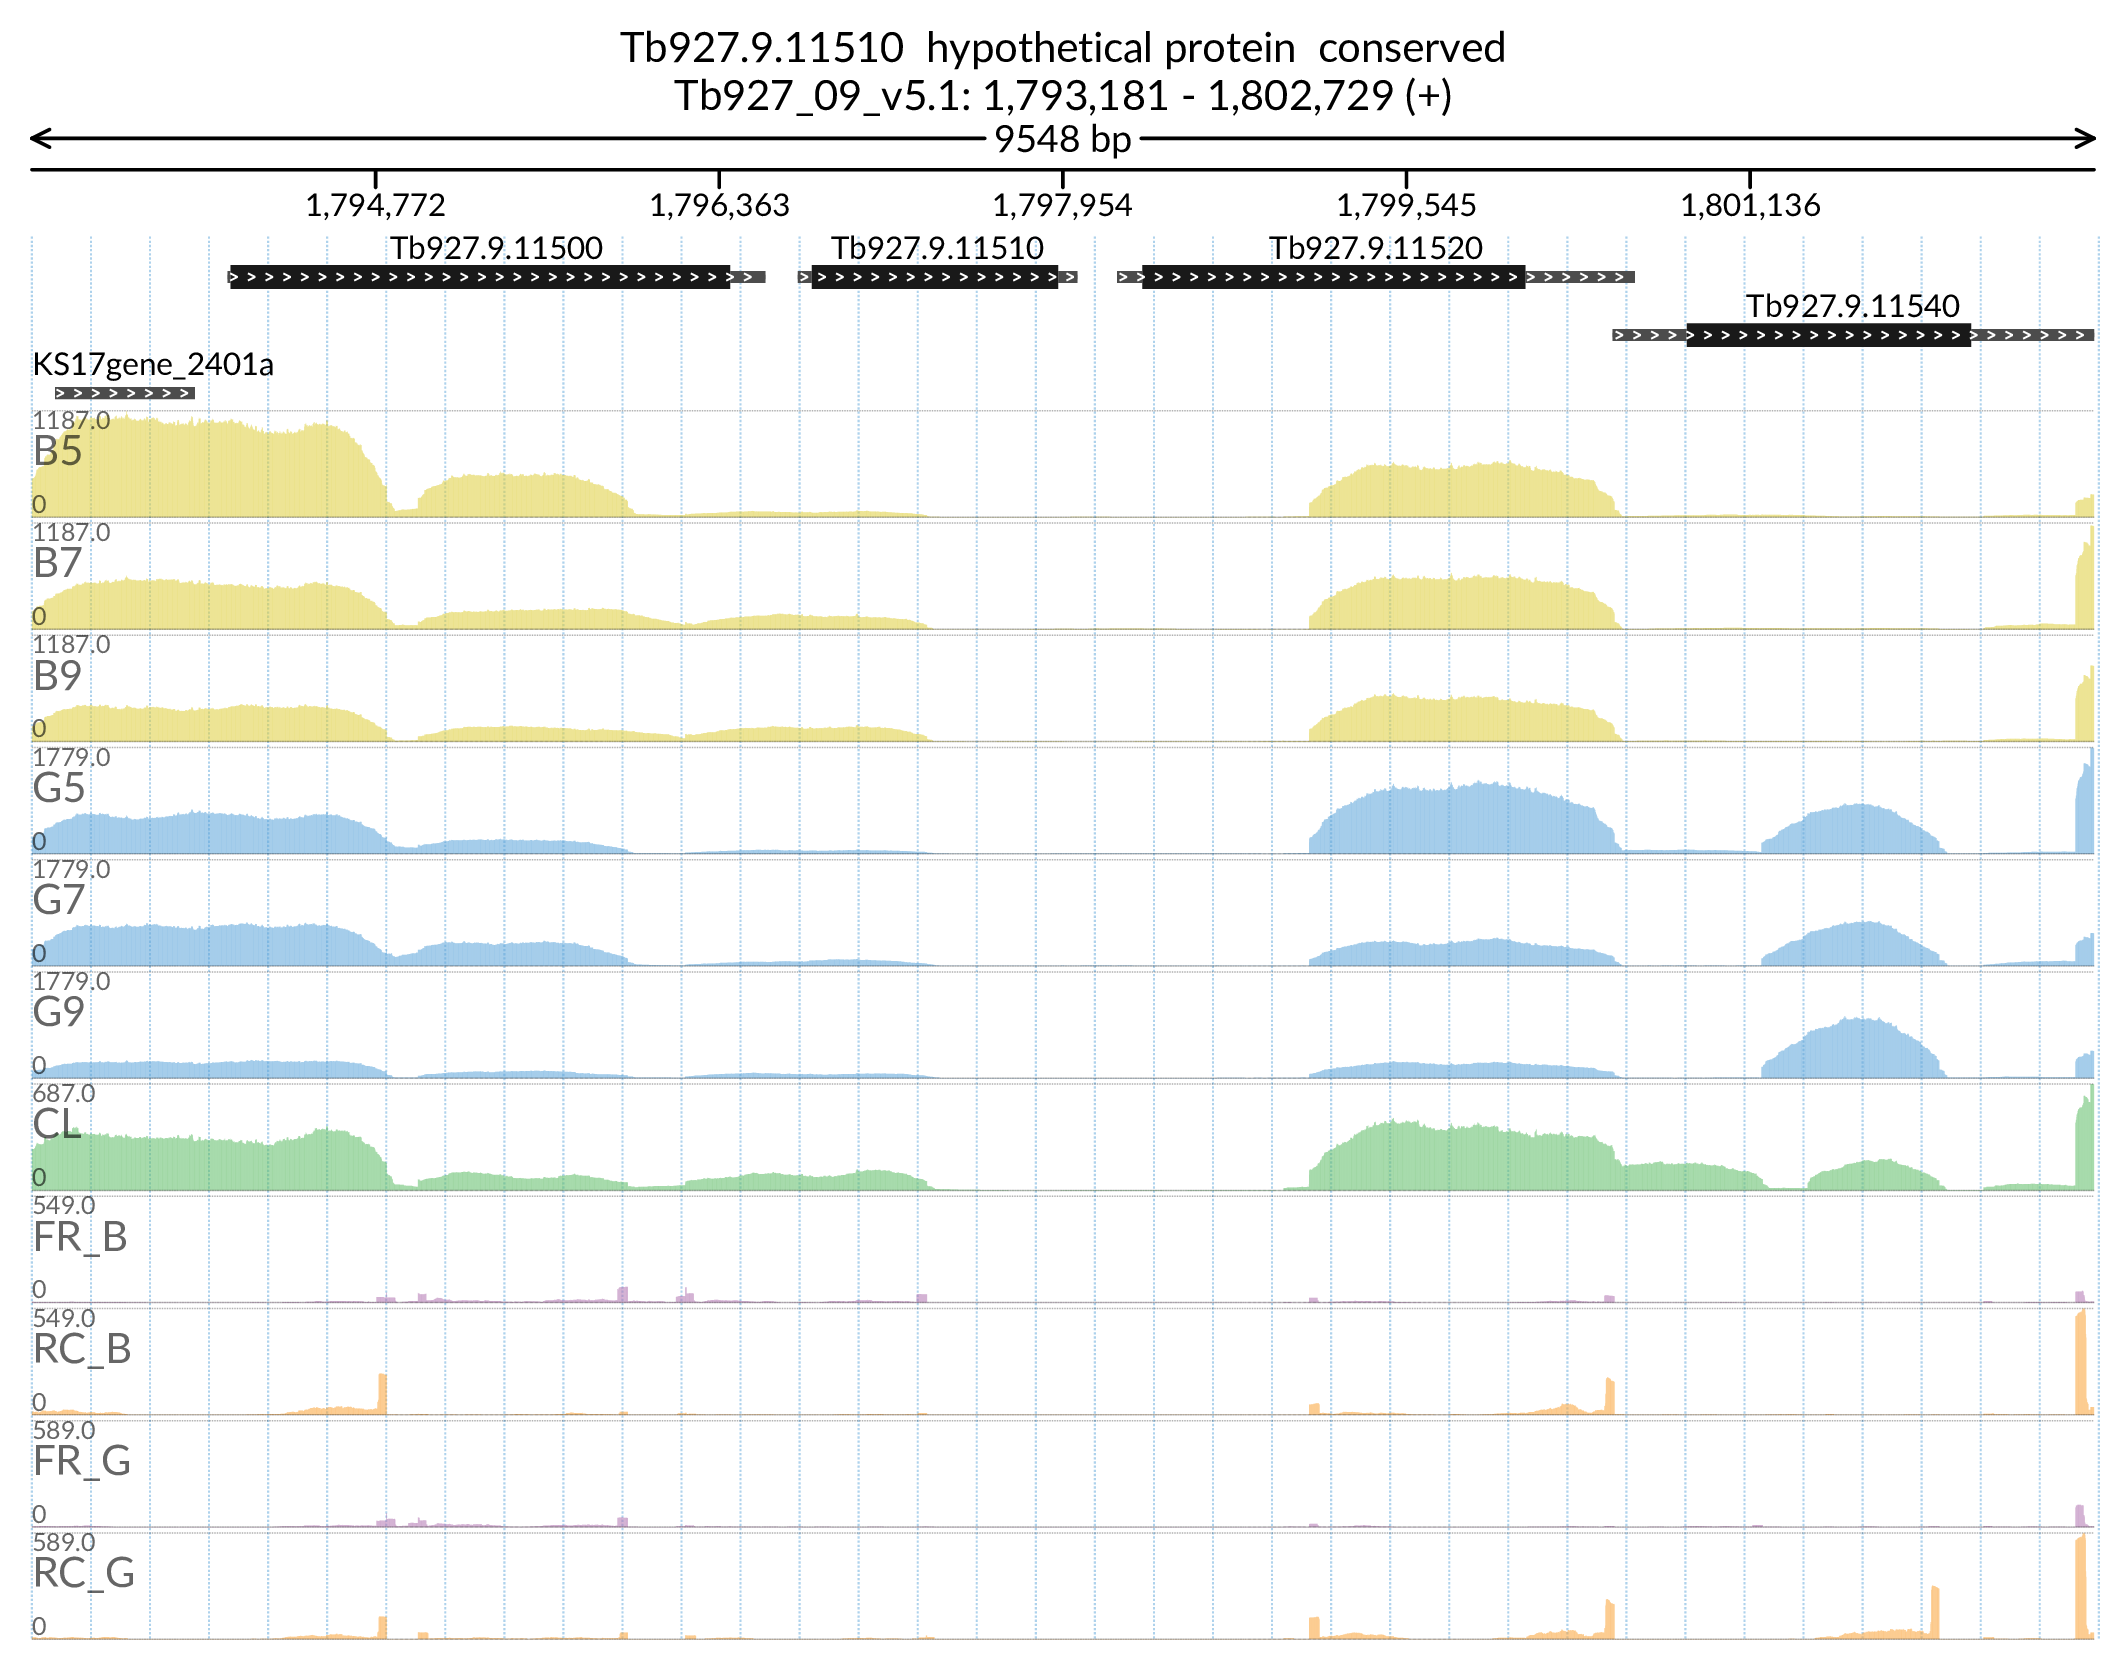 Tb927.9.11510  hypothetical protein  conserved
Tb927_09_v5.1: 1,793,181 - 1,802,729 (+)
9548 bp
1,794,772 1,796,363 1,797,954 1,799,545 1,801,136
Tb927.9.11500 Tb927.9.11510 Tb927.9.11520
Tb927.9.11540
KS17gene_2401a
1187.0
B5
0
1187.0
B7
0
1187.0
B9
0
1779.0
G5
0
1779.0
G7
0
1779.0
G9
0
687.0
CL
0
549.0
FR_B
0
549.0
RC_B
0
589.0
FR_G
0
589.0
RC_G
0